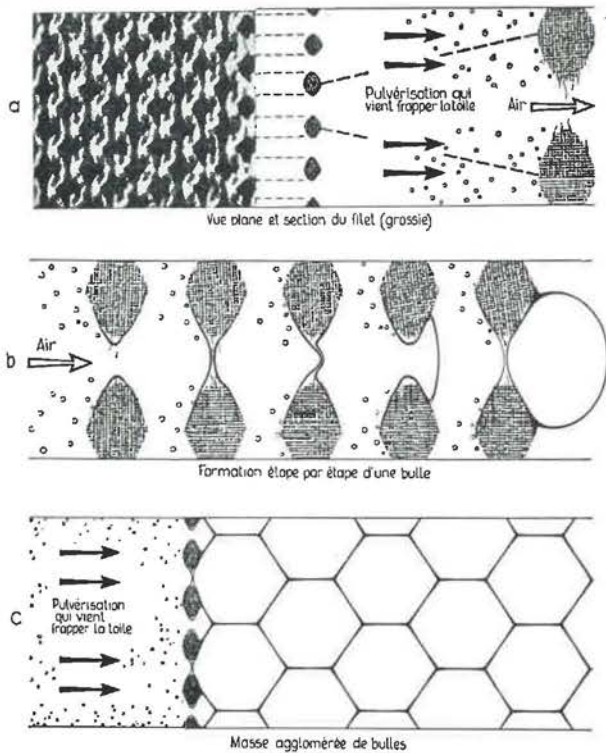 a
Pulvérisation qui
vient frapper la toile
Air
Vue plane et section du filet (grossie)
b
Air
Formation étape par étape d'une bulle
c
Pulvérisation
qui vient
frapper la toile
Masse agglomérée de bulles